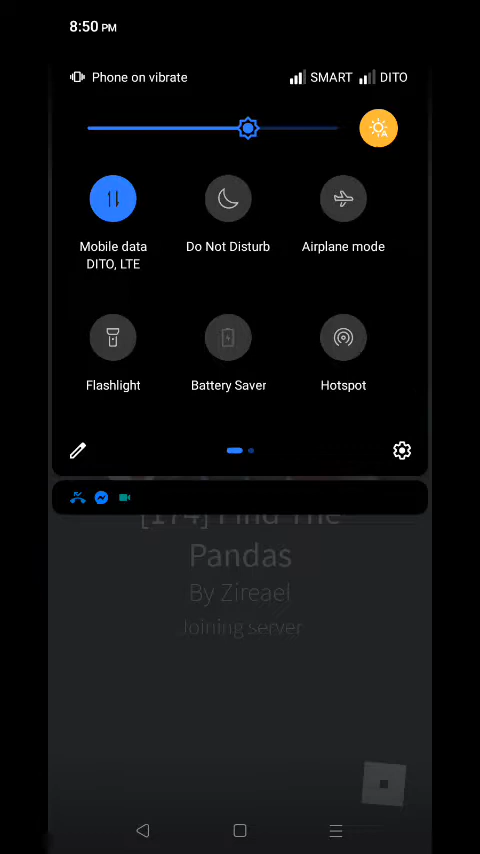 8:50 PM
Phone on vibrate SMART DITO
Mobile data Do Not Disturb Airplane mode
DITO, LTE
Flashlight Battery Saver Hotspot
[174] Find The
Pandas
By Zireael
Joining server